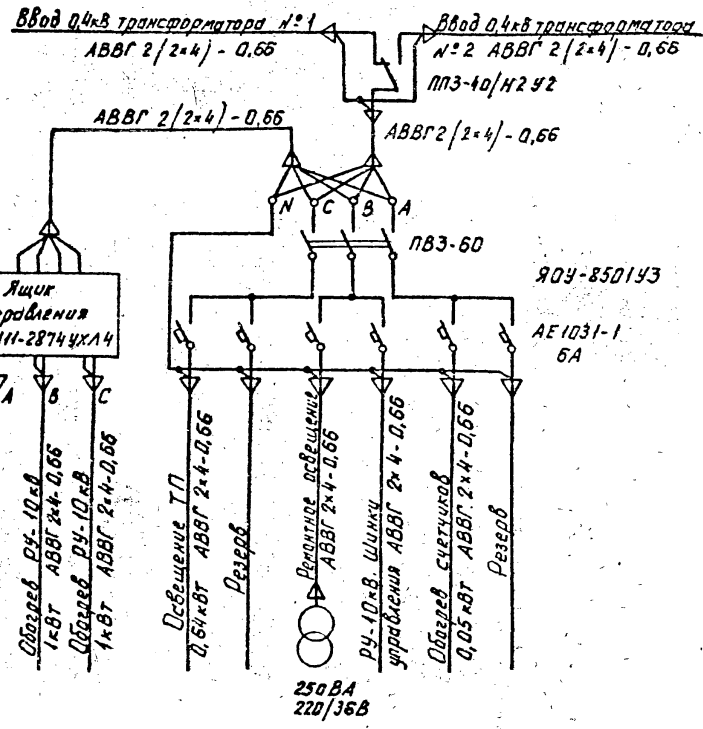 Ввод 0,4кВ трансформатора №1
АВВГ 2/(2×4) - 0,66
Ввод 0,4кВ трансформатора
№2 АВВГ 2/(2×4) - 0,66
ПП3-40/Н2У2
АВВГ 2/(2×4) - 0,66
АВВГ 2/(2×4) - 0,66
N
С
В
А
ПВ3-60
ЯОУ-8501У3
АЕ1031-1
6А
Ящик
равления
111-2874УХЛ4
А
В
С
Обогрев РУ-10кВ
1кВт АВВГ 2×4-0,66
Обогрев РУ-10кВ
1кВт АВВГ 2×4-0,66
Освещение ТП
0,64кВт АВВГ 2×4-0,66
Резерв
Ремонтное освещение
АВВГ 2×4-0,66
РУ-10кВ. Шинки
управления АВВГ 2×4-0,66
Обогрев счетчиков
0,05кВт АВВГ 2×4-0,66
Резерв
250ВА
220/36В